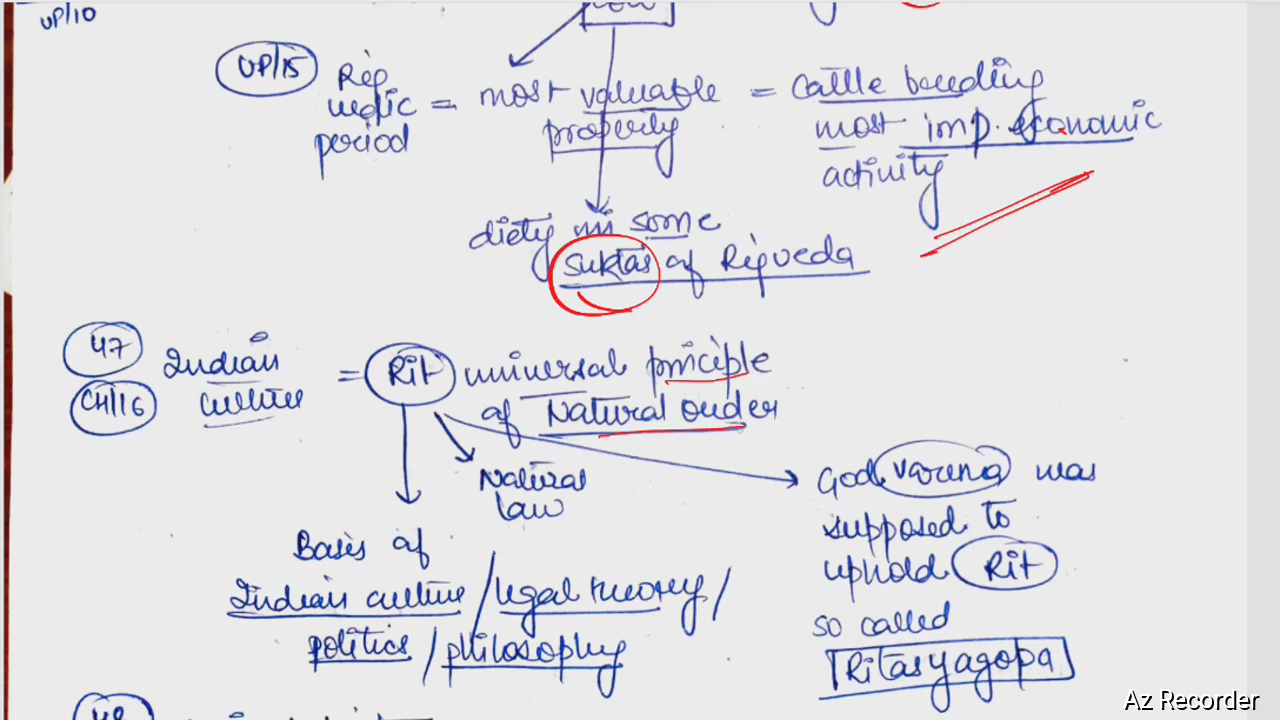 UP/10
cow
UP/15
Rig vedic period = most valuable property = cattle breeding most imp. economic activity
diety in some suktas of Rigveda
47
CH/16
Indian culture = Rit universal principle of Natural order
Natural law
Basis of Indian culture / legal theory / politics / philosophy
God varuna was supposed to uphold Rit so called Ritasyagopa
48
Az Recorder